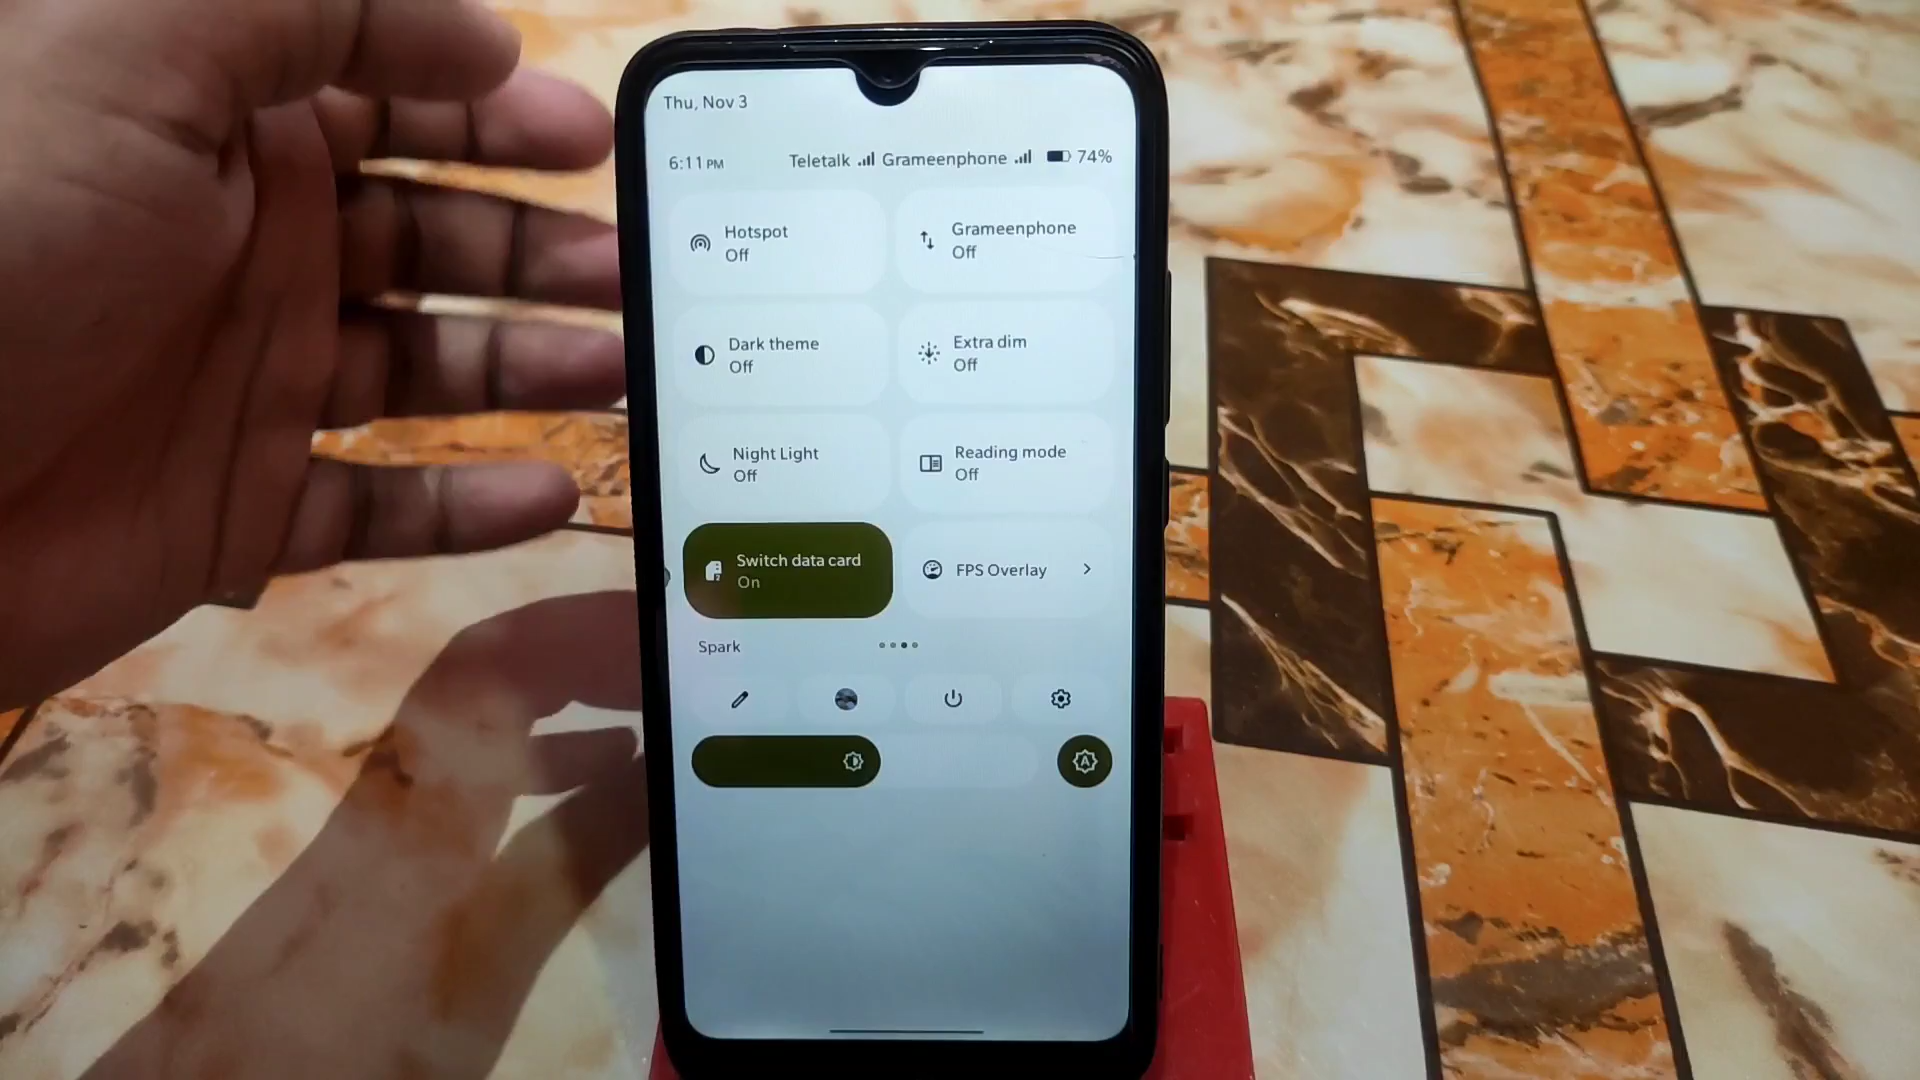 Thu, Nov 3
6:11 PM Teletalk Grameenphone 74%
Hotspot
Off
Grameenphone
Off
Dark theme
Off
Extra dim
Off
Night Light
Off
Reading mode
Off
Switch data card
On
FPS Overlay
Spark
A